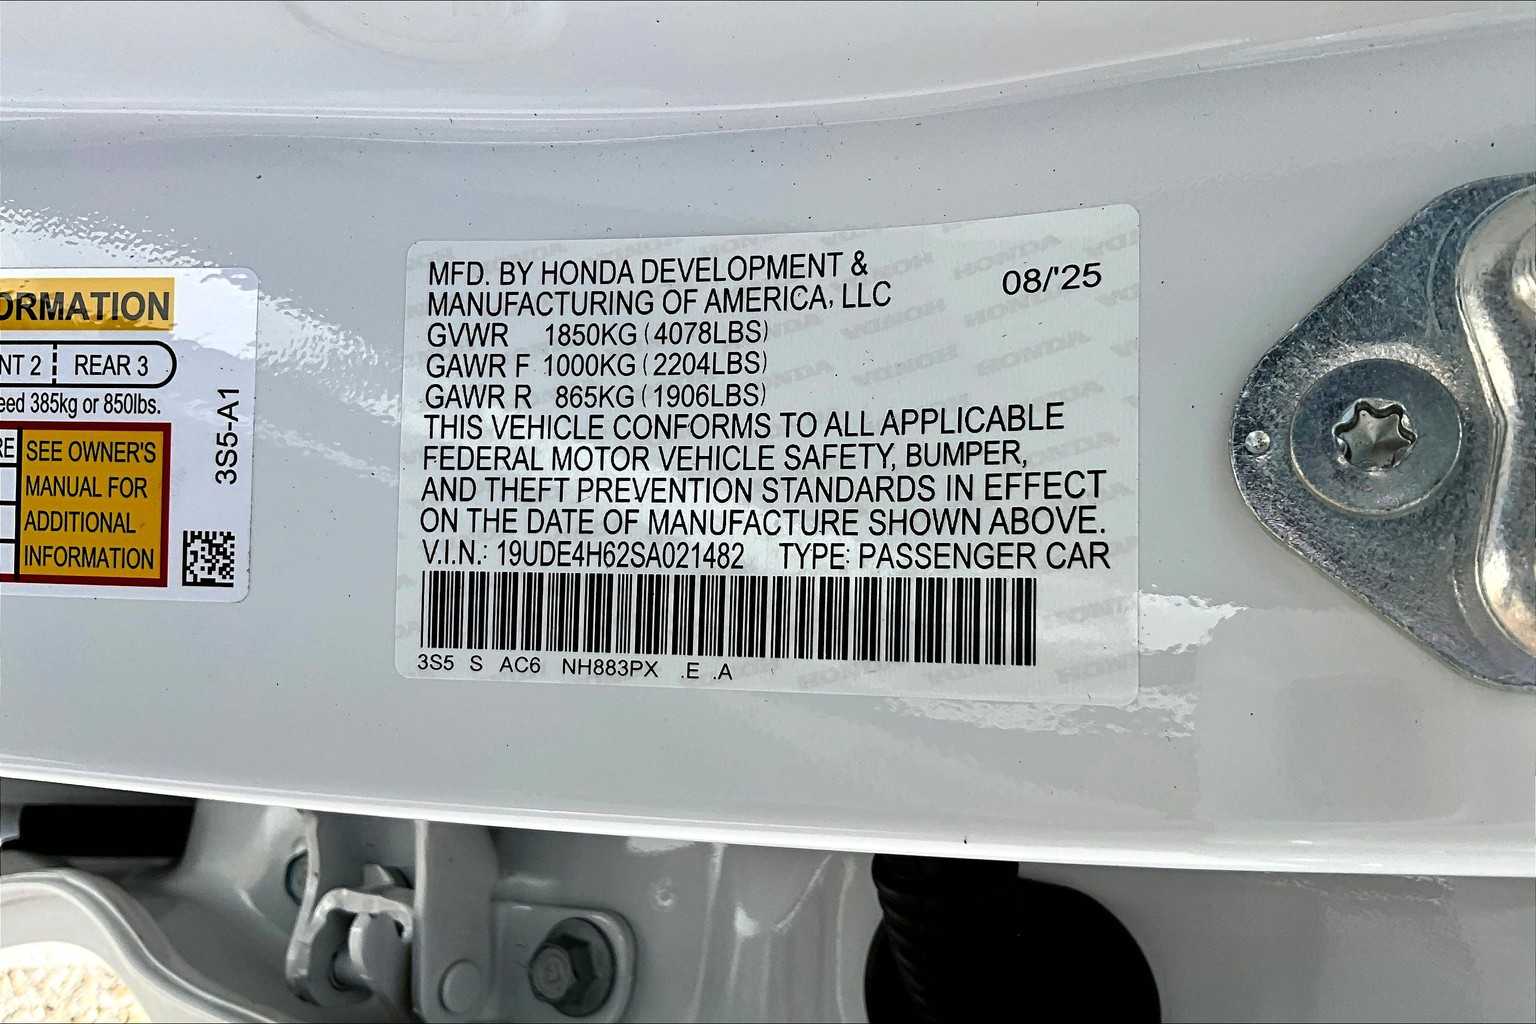 ORMATION
NT 2 REAR 3
eed 385kg or 850lbs.
RE
SEE OWNER'S
MANUAL FOR
ADDITIONAL
INFORMATION
3S5-A1
MFD. BY HONDA DEVELOPMENT &
MANUFACTURING OF AMERICA, LLC
08/'25
GVWR 1850KG (4078LBS)
GAWR F 1000KG (2204LBS)
GAWR R 865KG (1906LBS)
THIS VEHICLE CONFORMS TO ALL APPLICABLE
FEDERAL MOTOR VEHICLE SAFETY, BUMPER,
AND THEFT PREVENTION STANDARDS IN EFFECT
ON THE DATE OF MANUFACTURE SHOWN ABOVE.
V.I.N.: 19UDE4H62SA021482 TYPE: PASSENGER CAR
3S5 S AC6 NH883PX .E .A